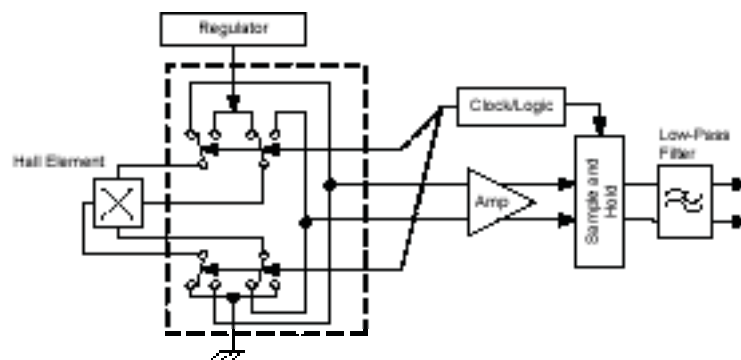 Regulator
Clock/Logic
Hall Element
Low-Pass
Filter
Amp
Sample and
Hold